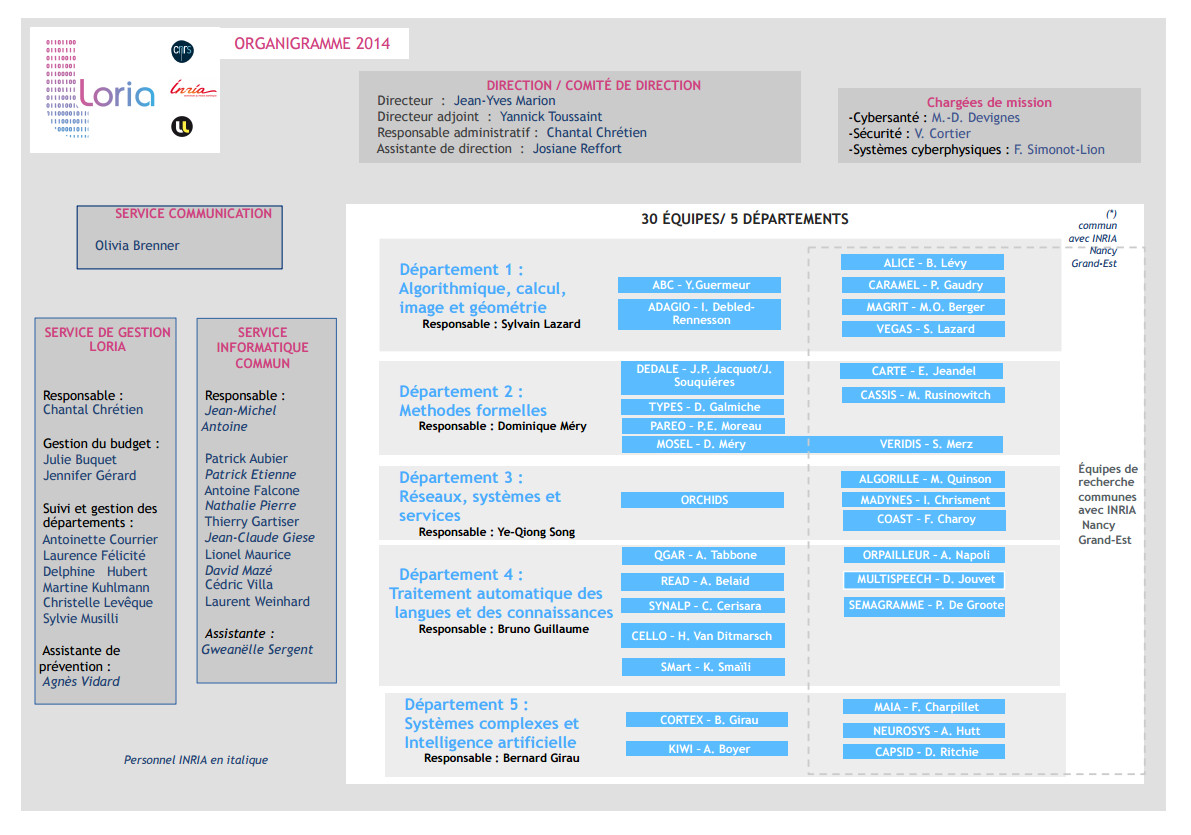 Loria
cnrs
Inria
ORGANIGRAMME 2014
DIRECTION / COMITÉ DE DIRECTION
Directeur : Jean-Yves Marion
Directeur adjoint : Yannick Toussaint
Responsable administratif : Chantal Chrétien
Assistante de direction : Josiane Reffort
Chargées de mission
-Cybersanté : M.-D. Devignes
-Sécurité : V. Cortier
-Systèmes cyberphysiques : F. Simonot-Lion
SERVICE COMMUNICATION
Olivia Brenner
SERVICE DE GESTION
LORIA
Responsable :
Chantal Chrétien
Gestion du budget :
Julie Buquet
Jennifer Gérard
Suivi et gestion des
départements :
Antoinette Courrier
Laurence Félicité
Delphine Hubert
Martine Kuhlmann
Christelle Levêque
Sylvie Musilli
Assistante de
prévention :
Agnès Vidard
SERVICE
INFORMATIQUE
COMMUN
Responsable :
Jean-Michel
Antoine
Patrick Aubier
Patrick Etienne
Antoine Falcone
Nathalie Pierre
Thierry Gartiser
Jean-Claude Giese
Lionel Maurice
David Mazé
Cédric Villa
Laurent Weinhard
Assistante :
Gweanëlle Sergent
Personnel INRIA en italique
30 ÉQUIPES/ 5 DÉPARTEMENTS
(*)
commun
avec INRIA
Nancy
Grand-Est
Département 1 :
Algorithmique, calcul,
image et géométrie
Responsable : Sylvain Lazard
ABC – Y.Guermeur
ADAGIO – I. Debled-
Rennesson
ALICE – B. Lévy
CARAMEL – P. Gaudry
MAGRIT – M.O. Berger
VEGAS – S. Lazard
Département 2 :
Methodes formelles
Responsable : Dominique Méry
DEDALE – J.P. Jacquot/J.
Souquiéres
TYPES – D. Galmiche
PAREO – P.E. Moreau
MOSEL – D. Méry
CARTE – E. Jeandel
CASSIS – M. Rusinowitch
VERIDIS – S. Merz
Département 3 :
Réseaux, systèmes et
services
Responsable : Ye-Qiong Song
ORCHIDS
ALGORILLE – M. Quinson
MADYNES – I. Chrisment
COAST – F. Charoy
Équipes de
recherche
communes
avec INRIA
Nancy
Grand-Est
Département 4 :
Traitement automatique des
langues et des connaissances
Responsable : Bruno Guillaume
QGAR – A. Tabbone
READ – A. Belaid
SYNALP – C. Cerisara
CELLO – H. Van Ditmarsch
SMart – K. Smaïli
ORPAILLEUR – A. Napoli
MULTISPEECH – D. Jouvet
SEMAGRAMME – P. De Groote
Département 5 :
Systèmes complexes et
Intelligence artificielle
Responsable : Bernard Girau
CORTEX – B. Girau
KIWI – A. Boyer
MAIA – F. Charpillet
NEUROSYS – A. Hutt
CAPSID – D. Ritchie